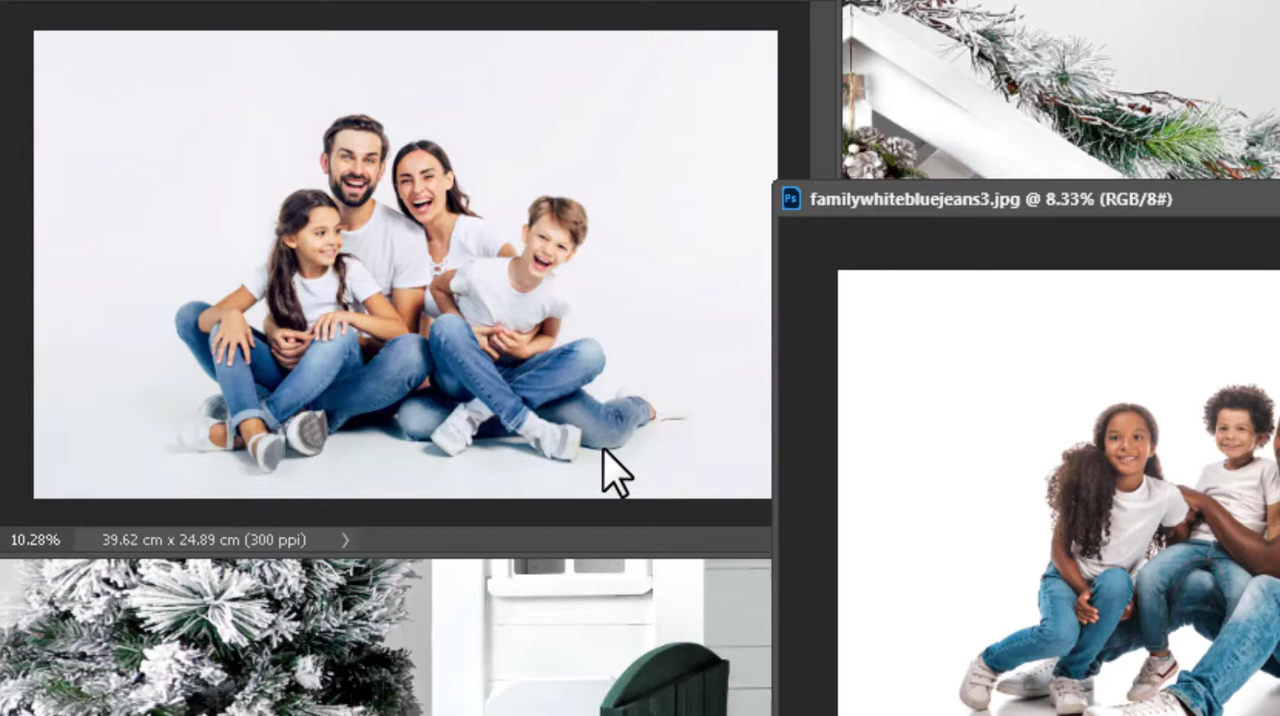 Ps familywhitebluejeans3.jpg @ 8.33% (RGB/8#)
10.28% 39.62 cm x 24.89 cm (300 ppi)